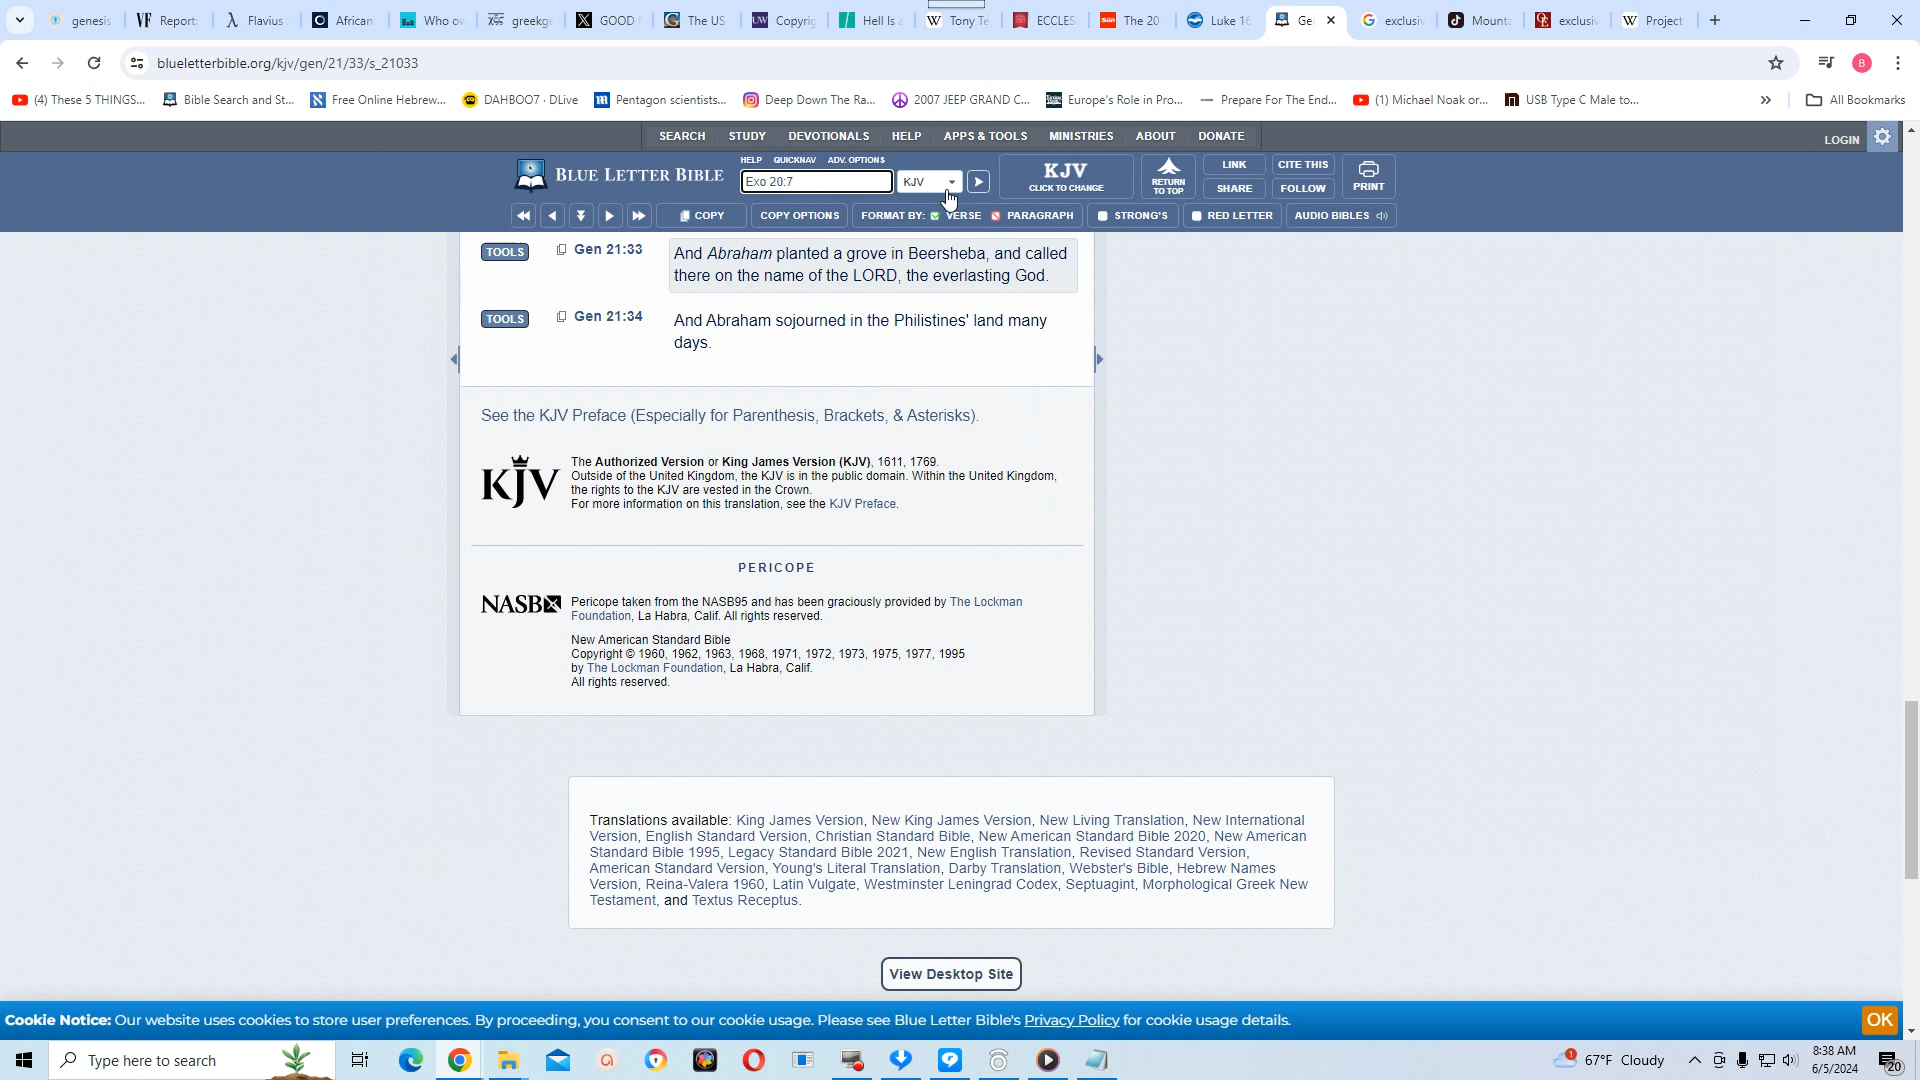 genesis
Report:
Flavius
African
Who ow
greekge
GOOD
The US
Copyrig
Hell Is a
Tony Te
ECCLES
The 20
Luke 16
Ge
exclusiv
Mounta
exclusiv
Project
blueletterbible.org/kjv/gen/21/33/s_21033
B
(4) These 5 THINGS...
Bible Search and St...
Free Online Hebrew...
DAHBOO7 · DLive
Pentagon scientists...
Deep Down The Ra...
2007 JEEP GRAND C...
Europe's Role in Pro...
Prepare For The End...
(1) Michael Noak or...
USB Type C Male to...
All Bookmarks
SEARCH STUDY DEVOTIONALS HELP APPS & TOOLS MINISTRIES ABOUT DONATE
LOGIN
HELP QUICKNAV ADV. OPTIONS
BLUE LETTER BIBLE
Exo 20:7
KJV
KJV
CLICK TO CHANGE
RETURN
TO TOP
LINK
CITE THIS
SHARE
FOLLOW
PRINT
COPY
COPY OPTIONS
FORMAT BY: VERSE PARAGRAPH
STRONG'S
RED LETTER
AUDIO BIBLES
TOOLS Gen 21:33 And Abraham planted a grove in Beersheba, and called
there on the name of the LORD, the everlasting God.
TOOLS Gen 21:34 And Abraham sojourned in the Philistines' land many
days.
See the KJV Preface (Especially for Parenthesis, Brackets, & Asterisks).
KJV
The Authorized Version or King James Version (KJV), 1611, 1769.
Outside of the United Kingdom, the KJV is in the public domain. Within the United Kingdom,
the rights to the KJV are vested in the Crown.
For more information on this translation, see the KJV Preface.
PERICOPE
NASB
Pericope taken from the NASB95 and has been graciously provided by The Lockman
Foundation, La Habra, Calif. All rights reserved.
New American Standard Bible
Copyright © 1960, 1962, 1963, 1968, 1971, 1972, 1973, 1975, 1977, 1995
by The Lockman Foundation, La Habra, Calif.
All rights reserved.
Translations available: King James Version, New King James Version, New Living Translation, New International
Version, English Standard Version, Christian Standard Bible, New American Standard Bible 2020, New American
Standard Bible 1995, Legacy Standard Bible 2021, New English Translation, Revised Standard Version,
American Standard Version, Young's Literal Translation, Darby Translation, Webster's Bible, Hebrew Names
Version, Reina-Valera 1960, Latin Vulgate, Westminster Leningrad Codex, Septuagint, Morphological Greek New
Testament, and Textus Receptus.
View Desktop Site
Cookie Notice: Our website uses cookies to store user preferences. By proceeding, you consent to our cookie usage. Please see Blue Letter Bible's Privacy Policy for cookie usage details.
OK
Type here to search
1
67°F Cloudy
8:38 AM
6/5/2024
20